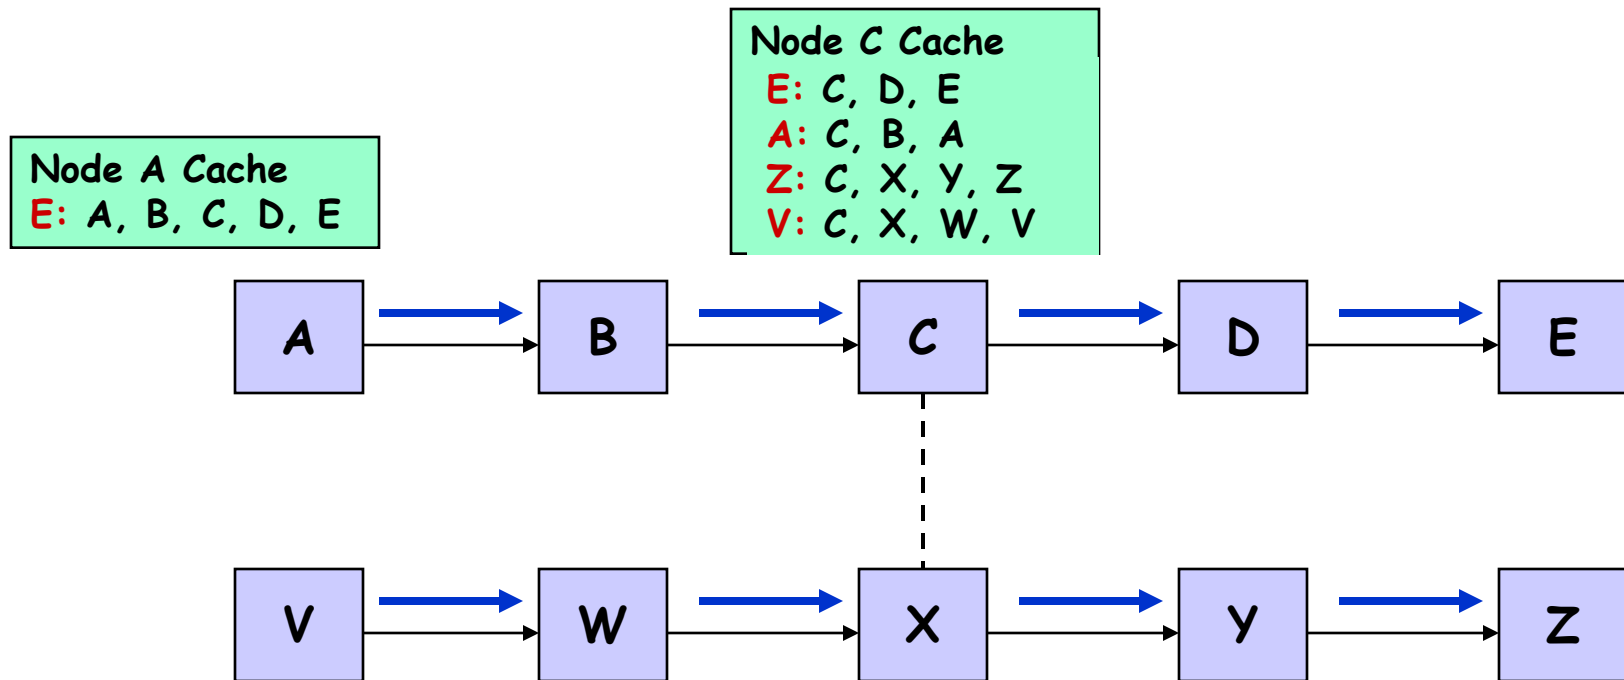 Node C Cache
E: C, D, E
A: C, B, A
Z: C, X, Y, Z
V: C, X, W, V
Node A Cache
E: A, B, C, D, E
A B C D E
V W X Y Z